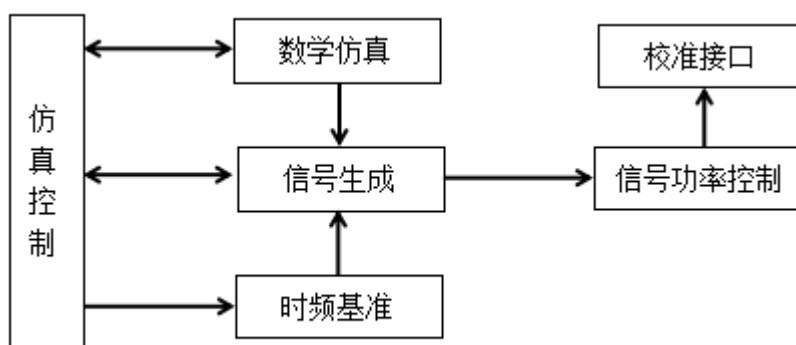 仿真控制
数学仿真
校准接口
信号生成
信号功率控制
时频基准